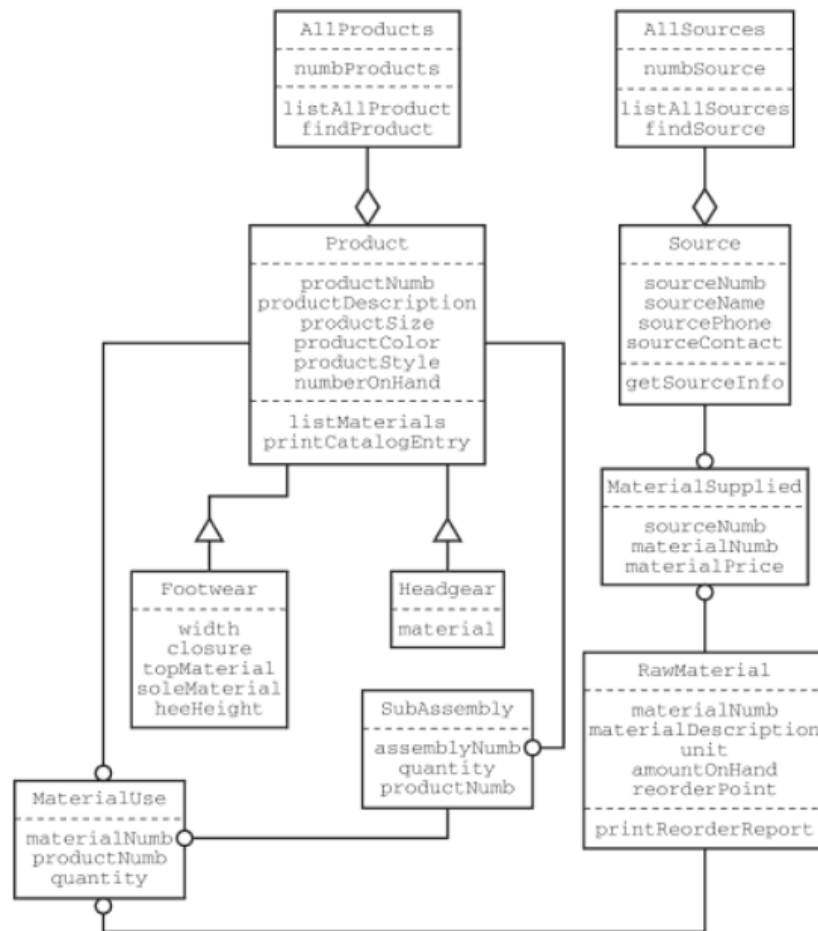 AllProducts
numbProducts
listAllProduct
findProduct
AllSources
numbSource
listAllSources
findSource
Product
productNumb
productDescription
productSize
productColor
productStyle
numberOnHand
listMaterials
printCatalogEntry
Source
sourceNumb
sourceName
sourcePhone
sourceContact
getSourceInfo
MaterialSupplied
sourceNumb
materialNumb
materialPrice
Footwear
width
closure
topMaterial
soleMaterial
heeHeight
Headgear
material
RawMaterial
materialNumb
materialDescription
unit
amountOnHand
reorderPoint
printReorderReport
SubAssembly
assemblyNumb
quantity
productNumb
MaterialUse
materialNumb
productNumb
quantity